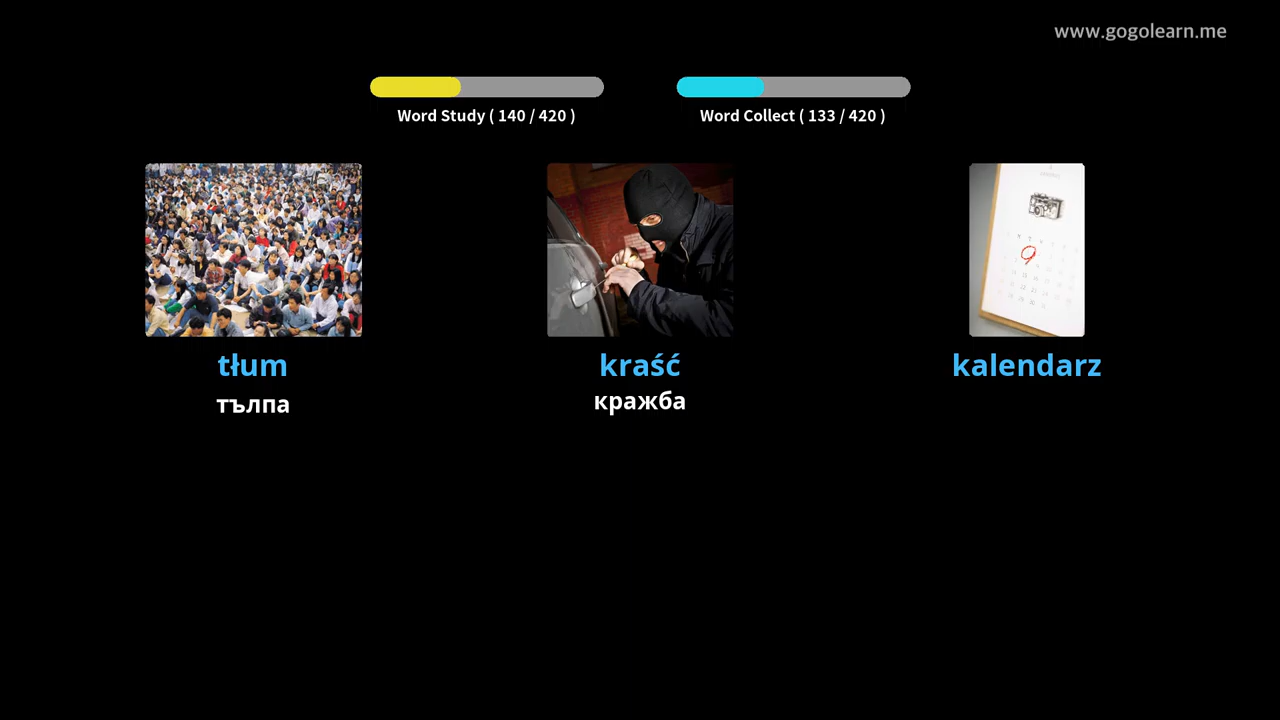 www.gogolearn.me
Word Study ( 140 / 420 )
Word Collect ( 133 / 420 )
tłum
тълпа
kraść
кражба
kalendarz